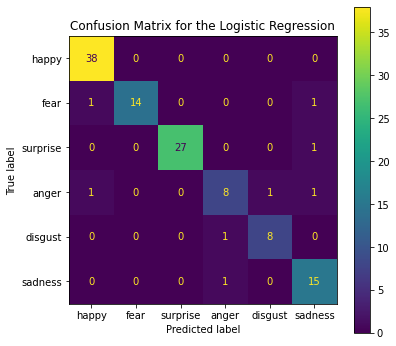 Confusion Matrix for the Logistic Regression
happy 38 0 0 0 0 0
fear 1 14 0 0 0 1
surprise 0 0 27 0 0 1
anger 1 0 0 8 1 1
disgust 0 0 0 1 8 0
sadness 0 0 0 1 0 15
True label
happy fear surprise anger disgust sadness
Predicted label
35
30
25
20
15
10
5
0